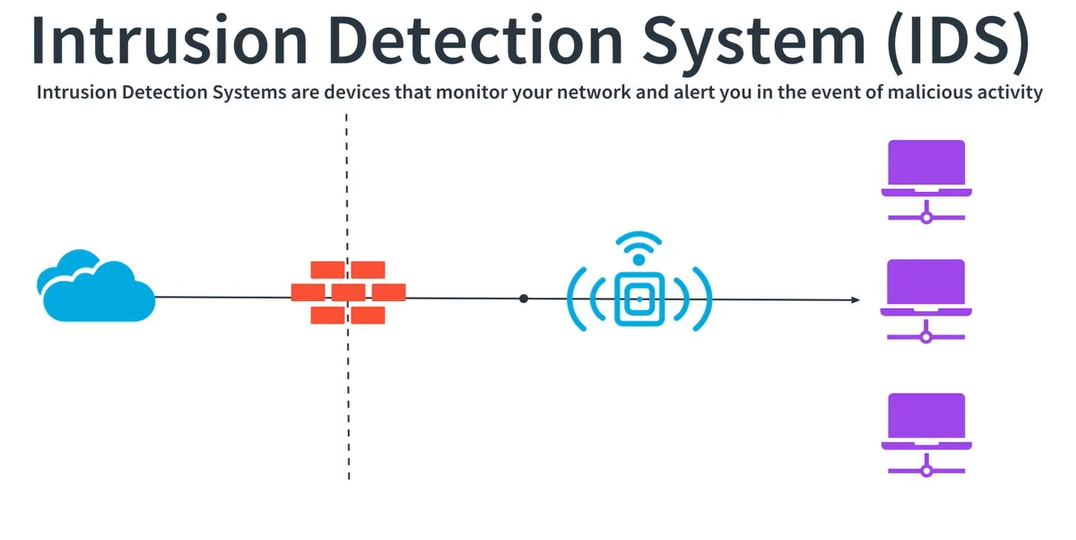 Intrusion Detection System (IDS)
Intrusion Detection Systems are devices that monitor your network and alert you in the event of malicious activity